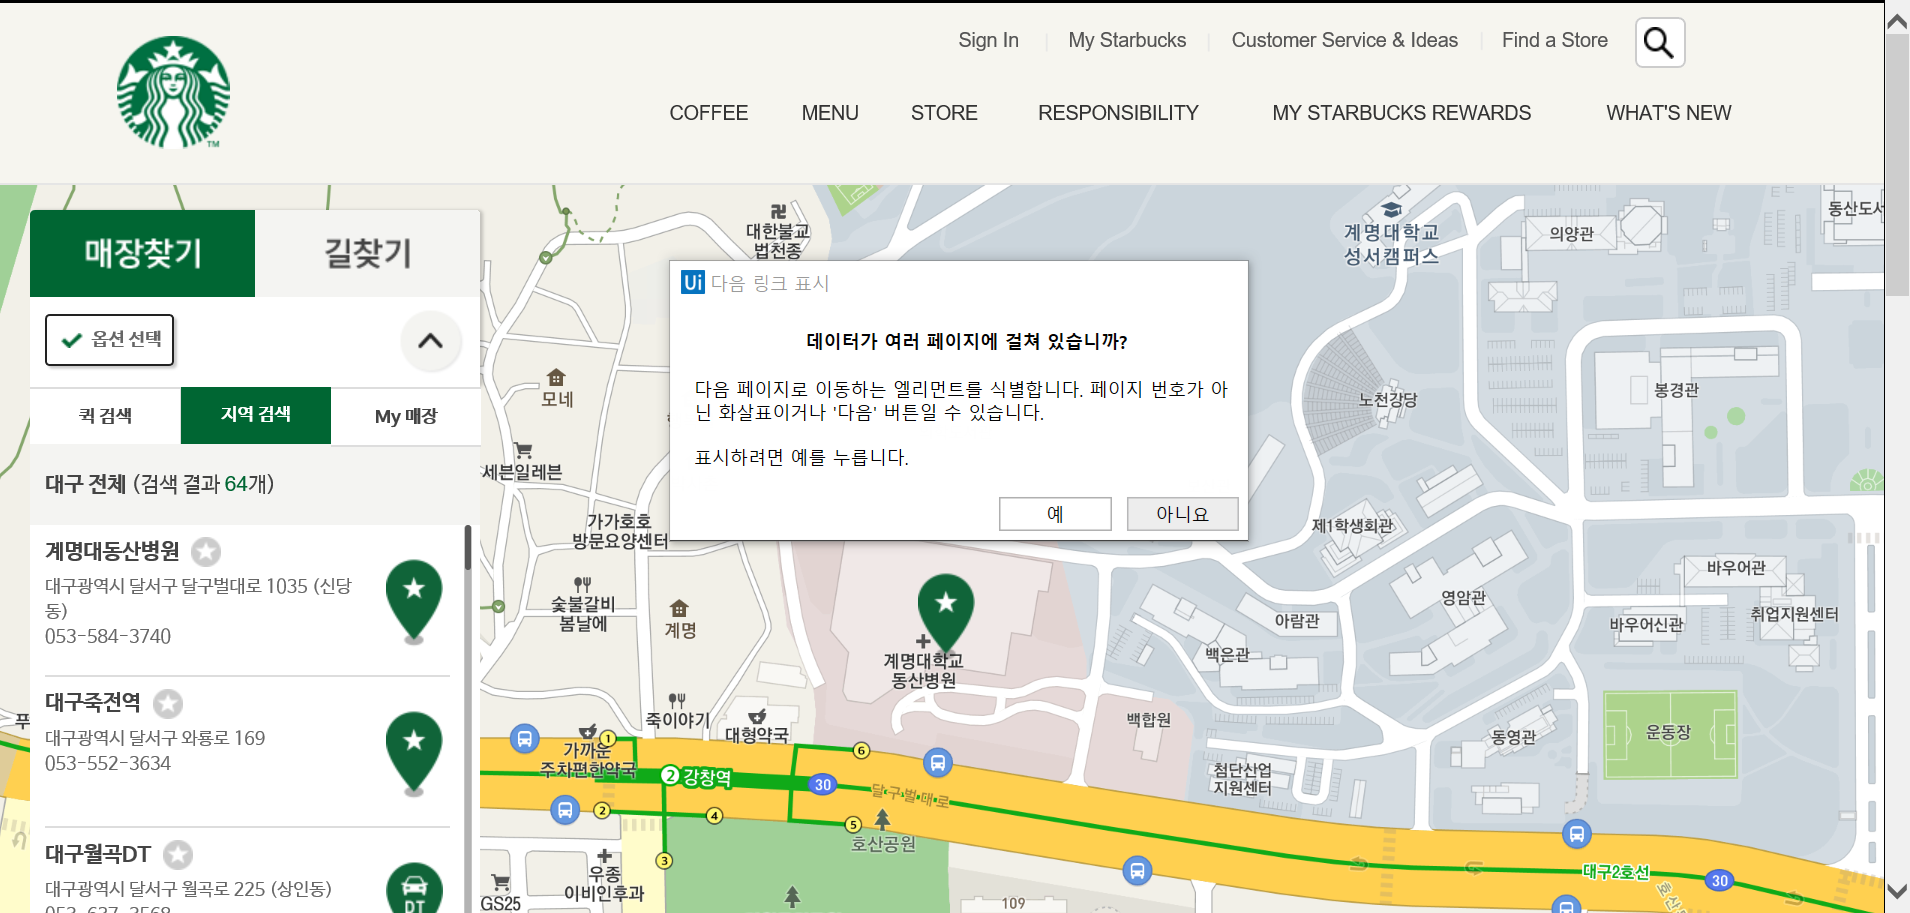 Sign In
My Starbucks
Customer Service & Ideas
Find a Store
TM
COFFEE
MENU
STORE
RESPONSIBILITY
MY STARBUCKS REWARDS
WHAT'S NEW
매장찾기
길찾기
옵션 선택
퀵 검색
지역 검색
My 매장
대구 전체 (검색 결과 64개)
계명대동산병원
대구광역시 달서구 달구벌대로 1035 (신당
동)
053-584-3740
대구죽전역
대구광역시 달서구 와룡로 169
053-552-3634
대구월곡DT
대구광역시 달서구 월곡로 225 (상인동)
053-637-3568
DT
Ui 다음 링크 표시
데이터가 여러 페이지에 걸쳐 있습니까?
다음 페이지로 이동하는 엘리먼트를 식별합니다. 페이지 번호가 아
닌 화살표이거나 '다음' 버튼일 수 있습니다.
표시하려면 예를 누릅니다.
예
아니요
대한불교
법천종
계명대학교
성서캠퍼스
의양관
동산도서
모네
노천강당
봉경관
세븐일레븐
가가호호
방문요양센터
제1학생회관
바우어관
숯불갈비
봄날에
계명
영암관
아람관
취업지원센터
바우어신관
백은관
계명대학교
동산병원
푸
죽이야기
대형약국
백합원
운동장
동영관
가까운
주차편한약국
1
2 강창역
6
30
달구벌대로
첨단산업
지원센터
2
4
5
3
호산공원
우종
이비인후과
GS25
109
대구2호선
30
호산